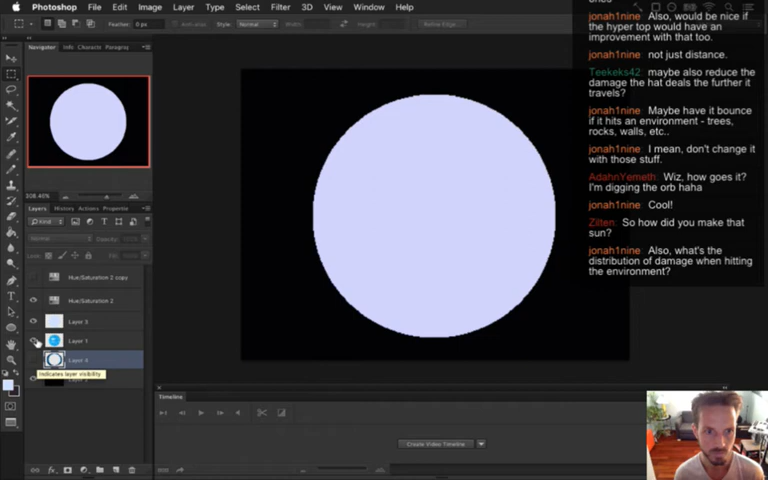 Photoshop File Edit Image Layer Type Select Filter 3D View Window Help
Feather: 0 px Anti-alias Style: Normal Width: Height: Refine Edge...
Navigator Info Charact Paragraj
308.46%
Layers History Actions Propertie
Kind
Normal
Lock:
Hue/Saturation 2 copy
Hue/Saturation 2
Layer 3
Layer 1
Layer 4
Indicates layer visibility
Timeline
Create Video Timeline
jonah1nine: Also, would be nice if
the hyper top would have an
improvement with that too.
jonah1nine: not just distance.
Teekeks42: maybe also reduce the
damage the hat deals the further it
travels?
jonah1nine: Maybe have it bounce
if it hits an environment - trees,
rocks, walls, etc..
jonah1nine: I mean, don't change it
with those stuff.
AdahnYemeth: Wiz, how goes it?
I'm digging the orb haha
jonah1nine: Cool!
Zilten: So how did you make that
sun?
jonah1nine: Also, what's the
distribution of damage when hitting
the environment?